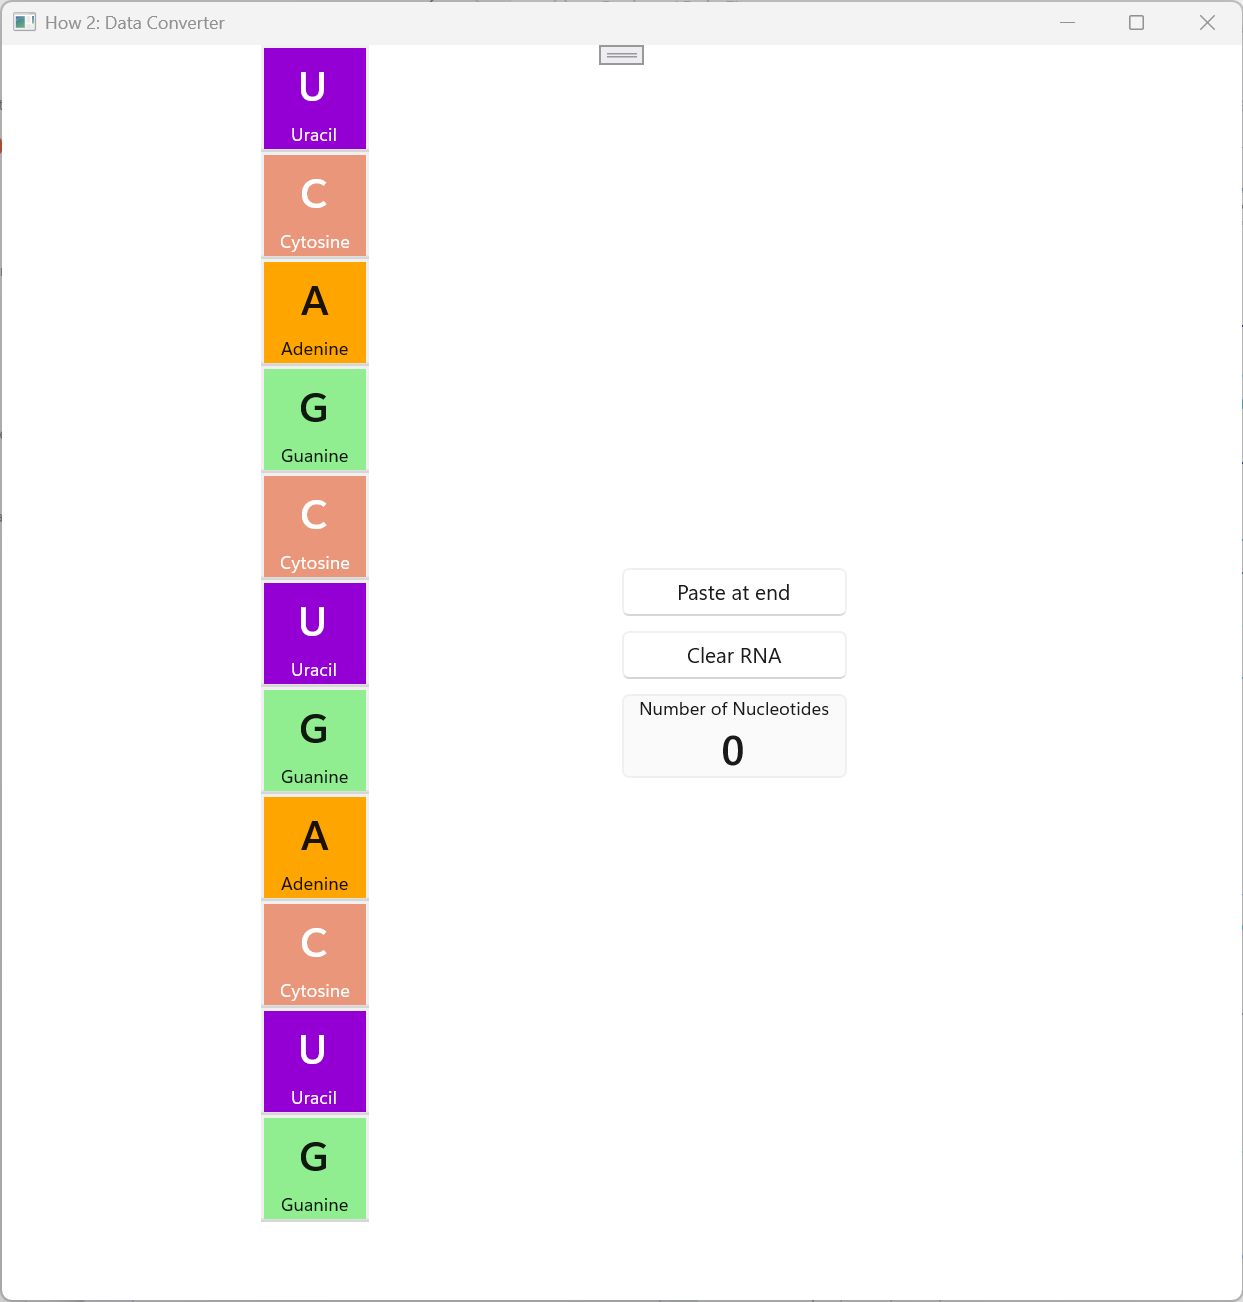 How 2: Data Converter
U
Uracil
C
Cytosine
A
Adenine
G
Guanine
C
Cytosine
U
Uracil
G
Guanine
A
Adenine
C
Cytosine
U
Uracil
G
Guanine
Paste at end
Clear RNA
Number of Nucleotides
0